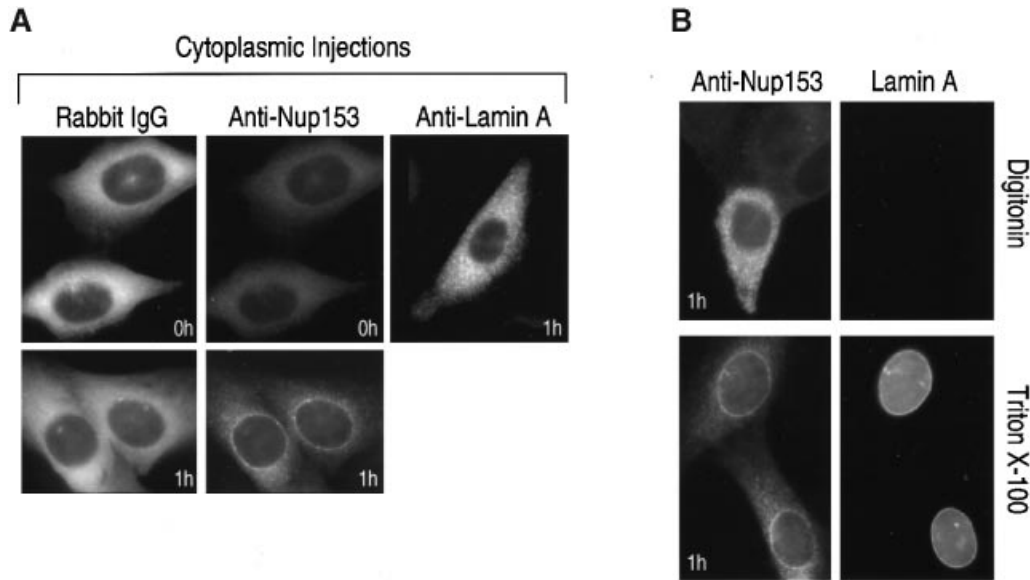 A
Cytoplasmic Injections
Rabbit IgG
Anti-Nup153
Anti-Lamin A
0h
0h
1h
1h
1h
B
Anti-Nup153
Lamin A
1h
Digitonin
1h
Triton X-100